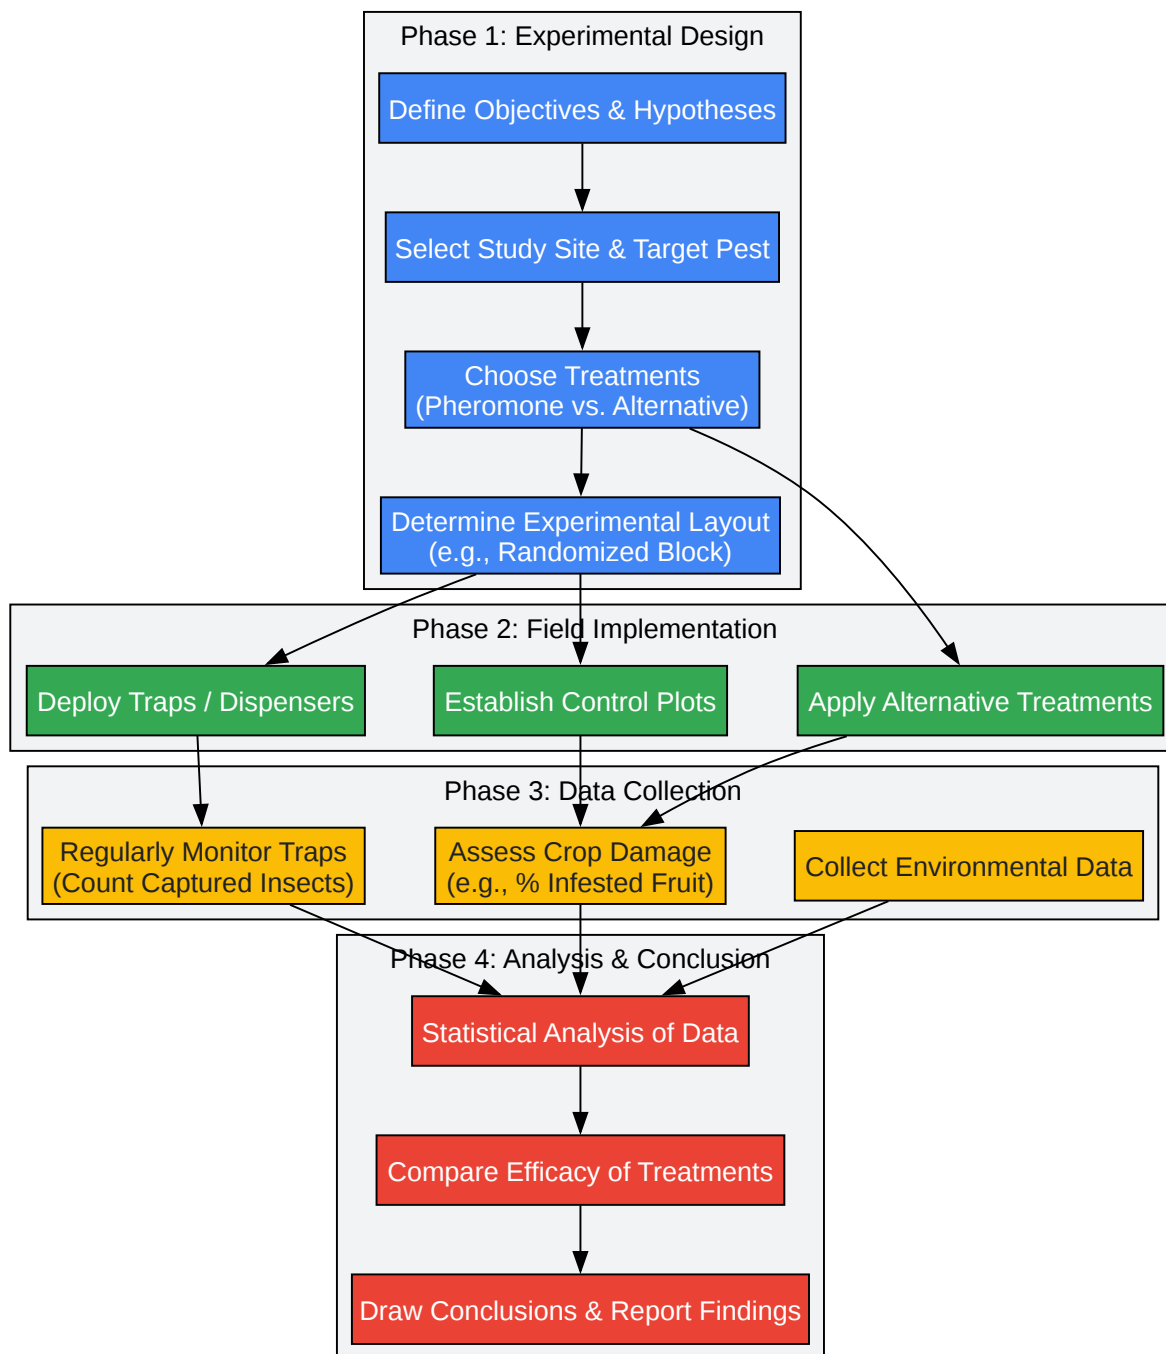 Phase 1: Experimental Design
Define Objectives & Hypotheses
Select Study Site & Target Pest
Choose Treatments
(Pheromone vs. Alternative)
Determine Experimental Layout
(e.g., Randomized Block)
Phase 2: Field Implementation
Deploy Traps / Dispensers
Establish Control Plots
Apply Alternative Treatments
Phase 3: Data Collection
Regularly Monitor Traps
(Count Captured Insects)
Assess Crop Damage
(e.g., % Infested Fruit)
Collect Environmental Data
Phase 4: Analysis & Conclusion
Statistical Analysis of Data
Compare Efficacy of Treatments
Draw Conclusions & Report Findings